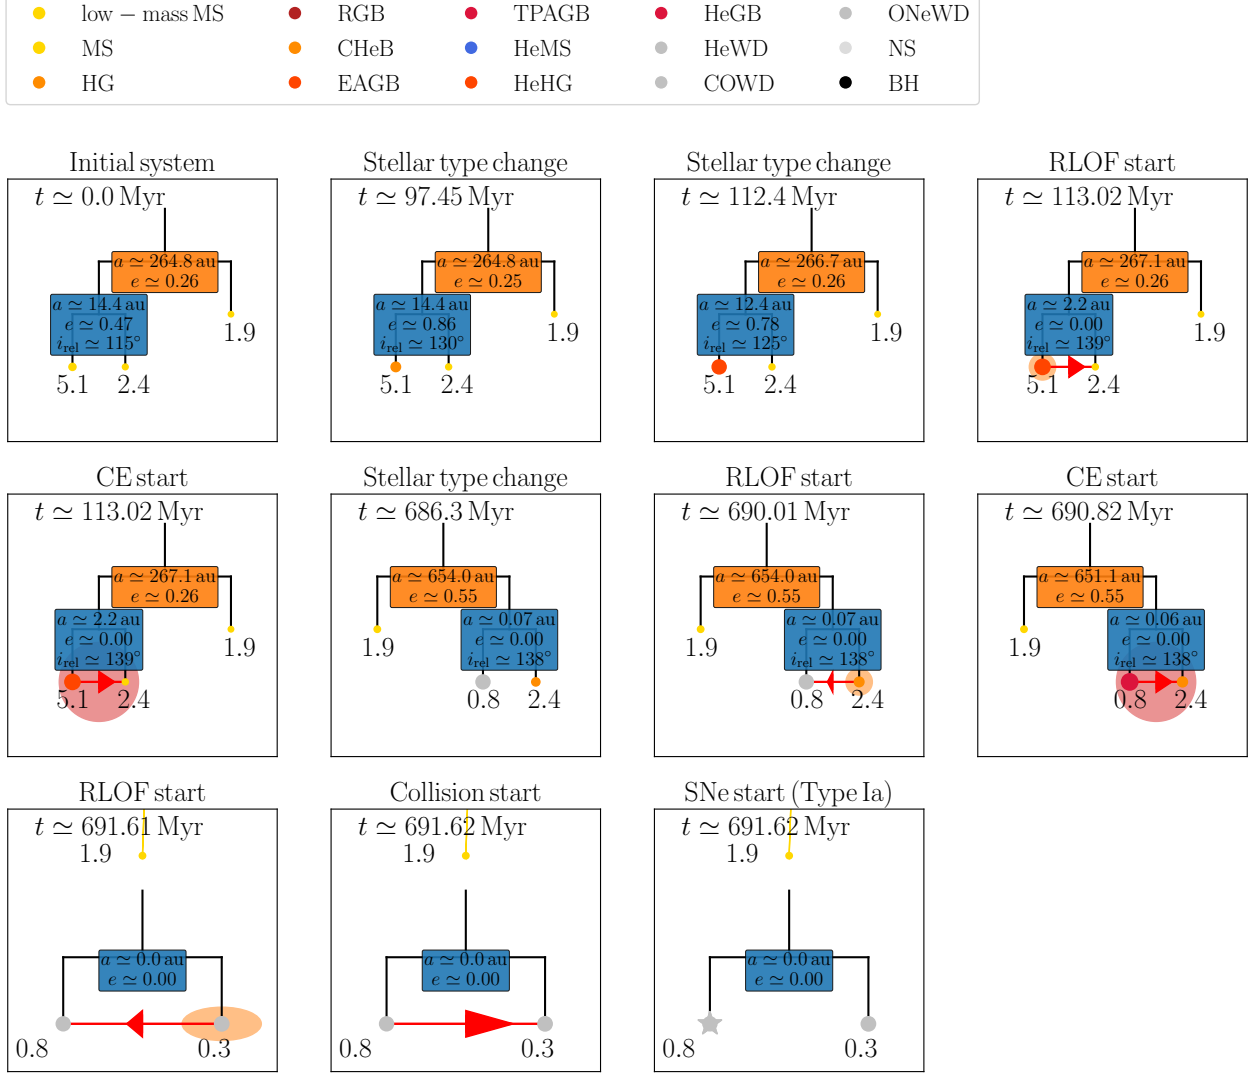 low − mass MS RGB TPAGB HeGB ONeWD
MS CHeB HeMS HeWD NS
HG EAGB HeHG COWD BH
Initial system
t ≃ 0.0 Myr
a ≃ 264.8 au
e ≃ 0.26
a ≃ 14.4 au
e ≃ 0.47
i_rel ≃ 115°
1.9
5.1 2.4
Stellar type change
t ≃ 97.45 Myr
a ≃ 264.8 au
e ≃ 0.25
a ≃ 14.4 au
e ≃ 0.86
i_rel ≃ 130°
1.9
5.1 2.4
Stellar type change
t ≃ 112.4 Myr
a ≃ 266.7 au
e ≃ 0.26
a ≃ 12.4 au
e ≃ 0.78
i_rel ≃ 125°
1.9
5.1 2.4
RLOF start
t ≃ 113.02 Myr
a ≃ 267.1 au
e ≃ 0.26
a ≃ 2.2 au
e ≃ 0.00
i_rel ≃ 139°
1.9
5.1 2.4
CE start
t ≃ 113.02 Myr
a ≃ 267.1 au
e ≃ 0.26
a ≃ 2.2 au
e ≃ 0.00
i_rel ≃ 139°
1.9
5.1 2.4
Stellar type change
t ≃ 686.3 Myr
a ≃ 654.0 au
e ≃ 0.55
a ≃ 0.07 au
e ≃ 0.00
i_rel ≃ 138°
1.9
0.8 2.4
RLOF start
t ≃ 690.01 Myr
a ≃ 654.0 au
e ≃ 0.55
a ≃ 0.07 au
e ≃ 0.00
i_rel ≃ 138°
1.9
0.8 2.4
CE start
t ≃ 690.82 Myr
a ≃ 651.1 au
e ≃ 0.55
a ≃ 0.06 au
e ≃ 0.00
i_rel ≃ 138°
1.9
0.8 2.4
RLOF start
t ≃ 691.61 Myr
1.9
a ≃ 0.0 au
e ≃ 0.00
0.8 0.3
Collision start
t ≃ 691.62 Myr
1.9
a ≃ 0.0 au
e ≃ 0.00
0.8 0.3
SNe start (Type Ia)
t ≃ 691.62 Myr
1.9
a ≃ 0.0 au
e ≃ 0.00
0.8 0.3